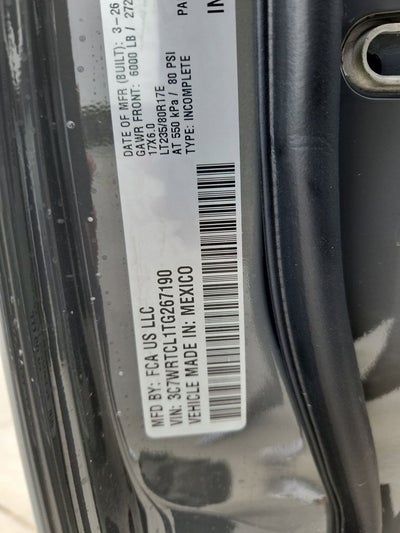 MFD BY: FCA US LLC
VIN: 3C7WRTCL1TG267190
VEHICLE MADE IN: MEXICO
DATE OF MFR (BUILT): 3-26
GAWR FRONT: 6000 LB / 272
17X6.0
LT235/80R17E
AT 550 kPa / 80 PSI
TYPE: INCOMPLETE
PA